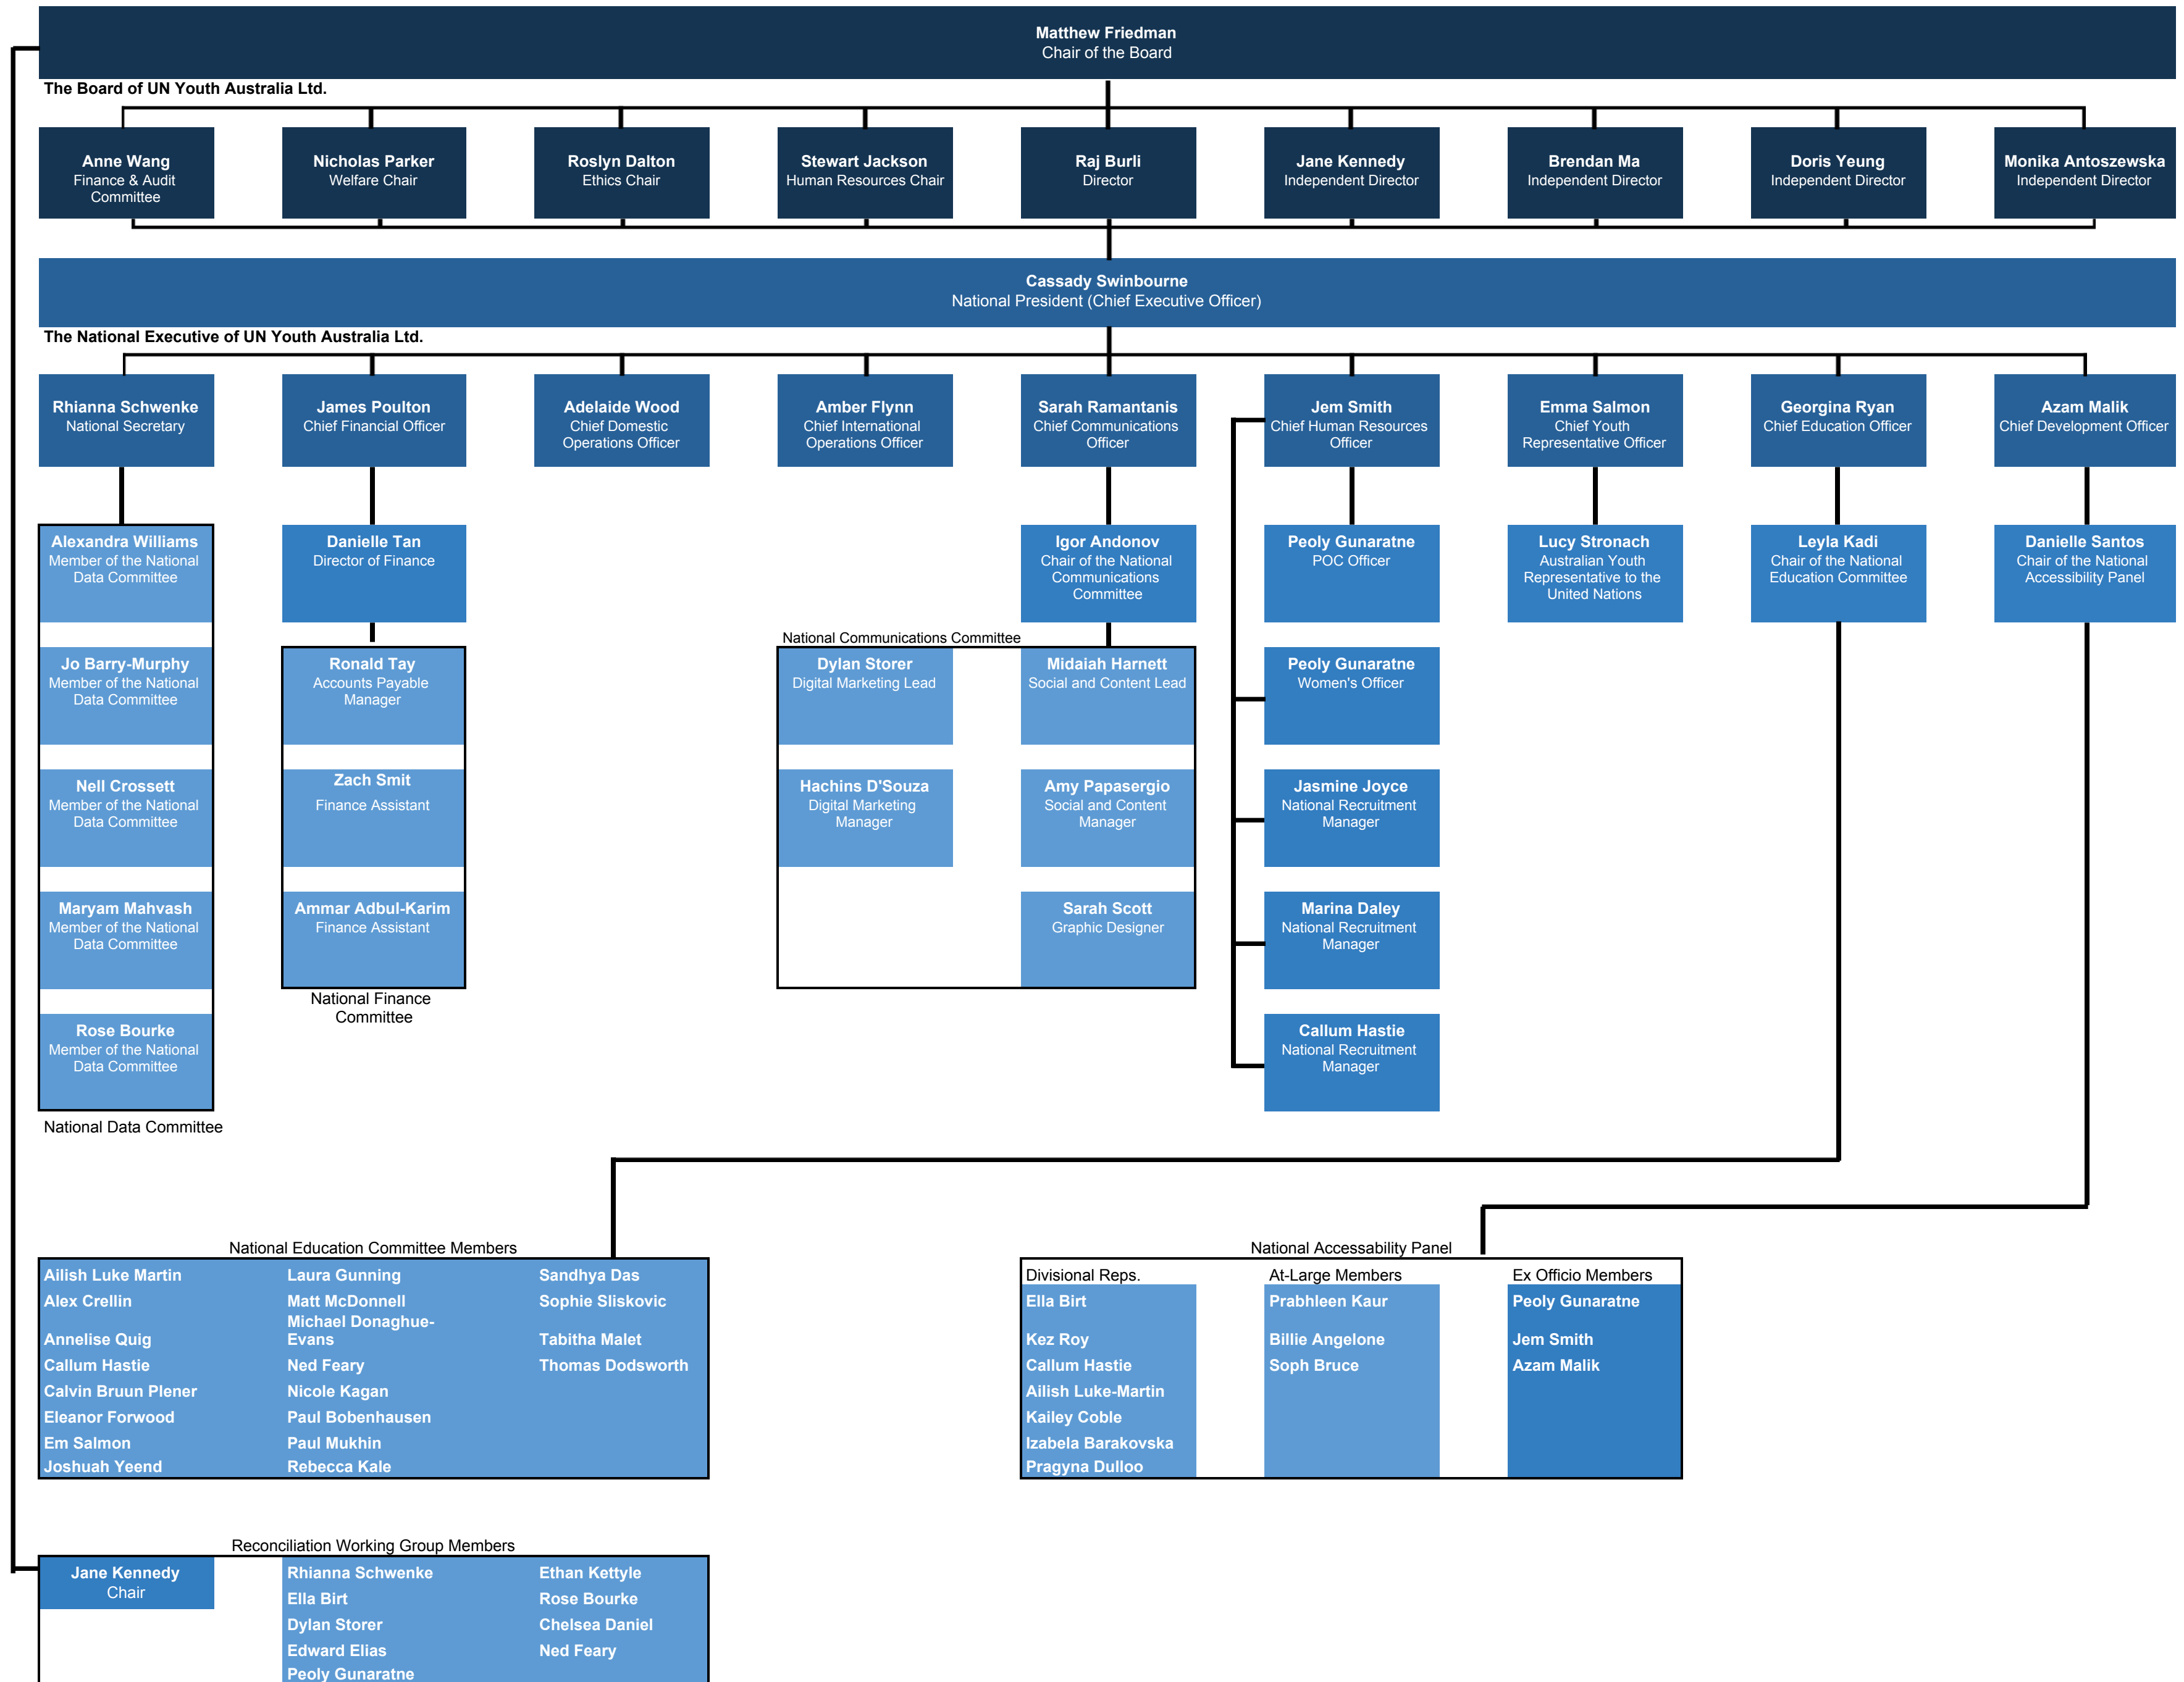 Matthew Friedman
Chair of the Board
The Board of UN Youth Australia Ltd.
Anne Wang
Finance & Audit
Committee
Nicholas Parker
Welfare Chair
Roslyn Dalton
Ethics Chair
Stewart Jackson
Human Resources Chair
Raj Burli
Director
Jane Kennedy
Independent Director
Brendan Ma
Independent Director
Doris Yeung
Independent Director
Monika Antoszewska
Independent Director
Cassady Swinbourne
National President (Chief Executive Officer)
The National Executive of UN Youth Australia Ltd.
Rhianna Schwenke
National Secretary
James Poulton
Chief Financial Officer
Adelaide Wood
Chief Domestic
Operations Officer
Amber Flynn
Chief International
Operations Officer
Sarah Ramantanis
Chief Communications
Officer
Jem Smith
Chief Human Resources
Officer
Emma Salmon
Chief Youth
Representative Officer
Georgina Ryan
Chief Education Officer
Azam Malik
Chief Development Officer
Alexandra Williams
Member of the National
Data Committee
Danielle Tan
Director of Finance
Igor Andonov
Chair of the National
Communications
Committee
Peoly Gunaratne
POC Officer
Lucy Stronach
Australian Youth
Representative to the
United Nations
Leyla Kadi
Chair of the National
Education Committee
Danielle Santos
Chair of the National
Accessibility Panel
National Communications Committee
Jo Barry-Murphy
Member of the National
Data Committee
Ronald Tay
Accounts Payable
Manager
Dylan Storer
Digital Marketing Lead
Midaiah Harnett
Social and Content Lead
Peoly Gunaratne
Women's Officer
Nell Crossett
Member of the National
Data Committee
Zach Smit
Finance Assistant
Hachins D'Souza
Digital Marketing
Manager
Amy Papasergio
Social and Content
Manager
Jasmine Joyce
National Recruitment
Manager
Maryam Mahvash
Member of the National
Data Committee
Ammar Adbul-Karim
Finance Assistant
Sarah Scott
Graphic Designer
Marina Daley
National Recruitment
Manager
National Finance
Committee
Rose Bourke
Member of the National
Data Committee
Callum Hastie
National Recruitment
Manager
National Data Committee
National Education Committee Members
Ailish Luke Martin
Alex Crellin
Annelise Quig
Callum Hastie
Calvin Bruun Plener
Eleanor Forwood
Em Salmon
Joshuah Yeend
Laura Gunning
Matt McDonnell
Michael Donaghue-
Evans
Ned Feary
Nicole Kagan
Paul Bobenhausen
Paul Mukhin
Rebecca Kale
Sandhya Das
Sophie Sliskovic
Tabitha Malet
Thomas Dodsworth
National Accessability Panel
Divisional Reps.
Ella Birt
Kez Roy
Callum Hastie
Ailish Luke-Martin
Kailey Coble
Izabela Barakovska
Pragyna Dulloo
At-Large Members
Prabhleen Kaur
Billie Angelone
Soph Bruce
Ex Officio Members
Peoly Gunaratne
Jem Smith
Azam Malik
Reconciliation Working Group Members
Jane Kennedy
Chair
Rhianna Schwenke
Ella Birt
Dylan Storer
Edward Elias
Peoly Gunaratne
Ethan Kettyle
Rose Bourke
Chelsea Daniel
Ned Feary